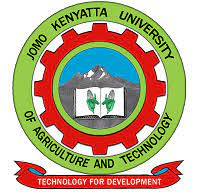 JOMO KENYATTA UNIVERSITY
OF AGRICULTURE AND TECHNOLOGY
TECHNOLOGY FOR DEVELOPMENT